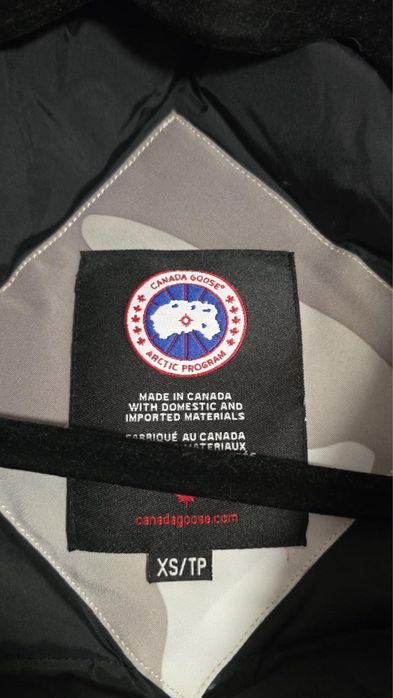 CANADA GOOSE®
ARCTIC PROGRAM
MADE IN CANADA
WITH DOMESTIC AND
IMPORTED MATERIALS
FABRIQUÉ AU CANADA
MATERIAUX
canadagoose.com
XS/TP